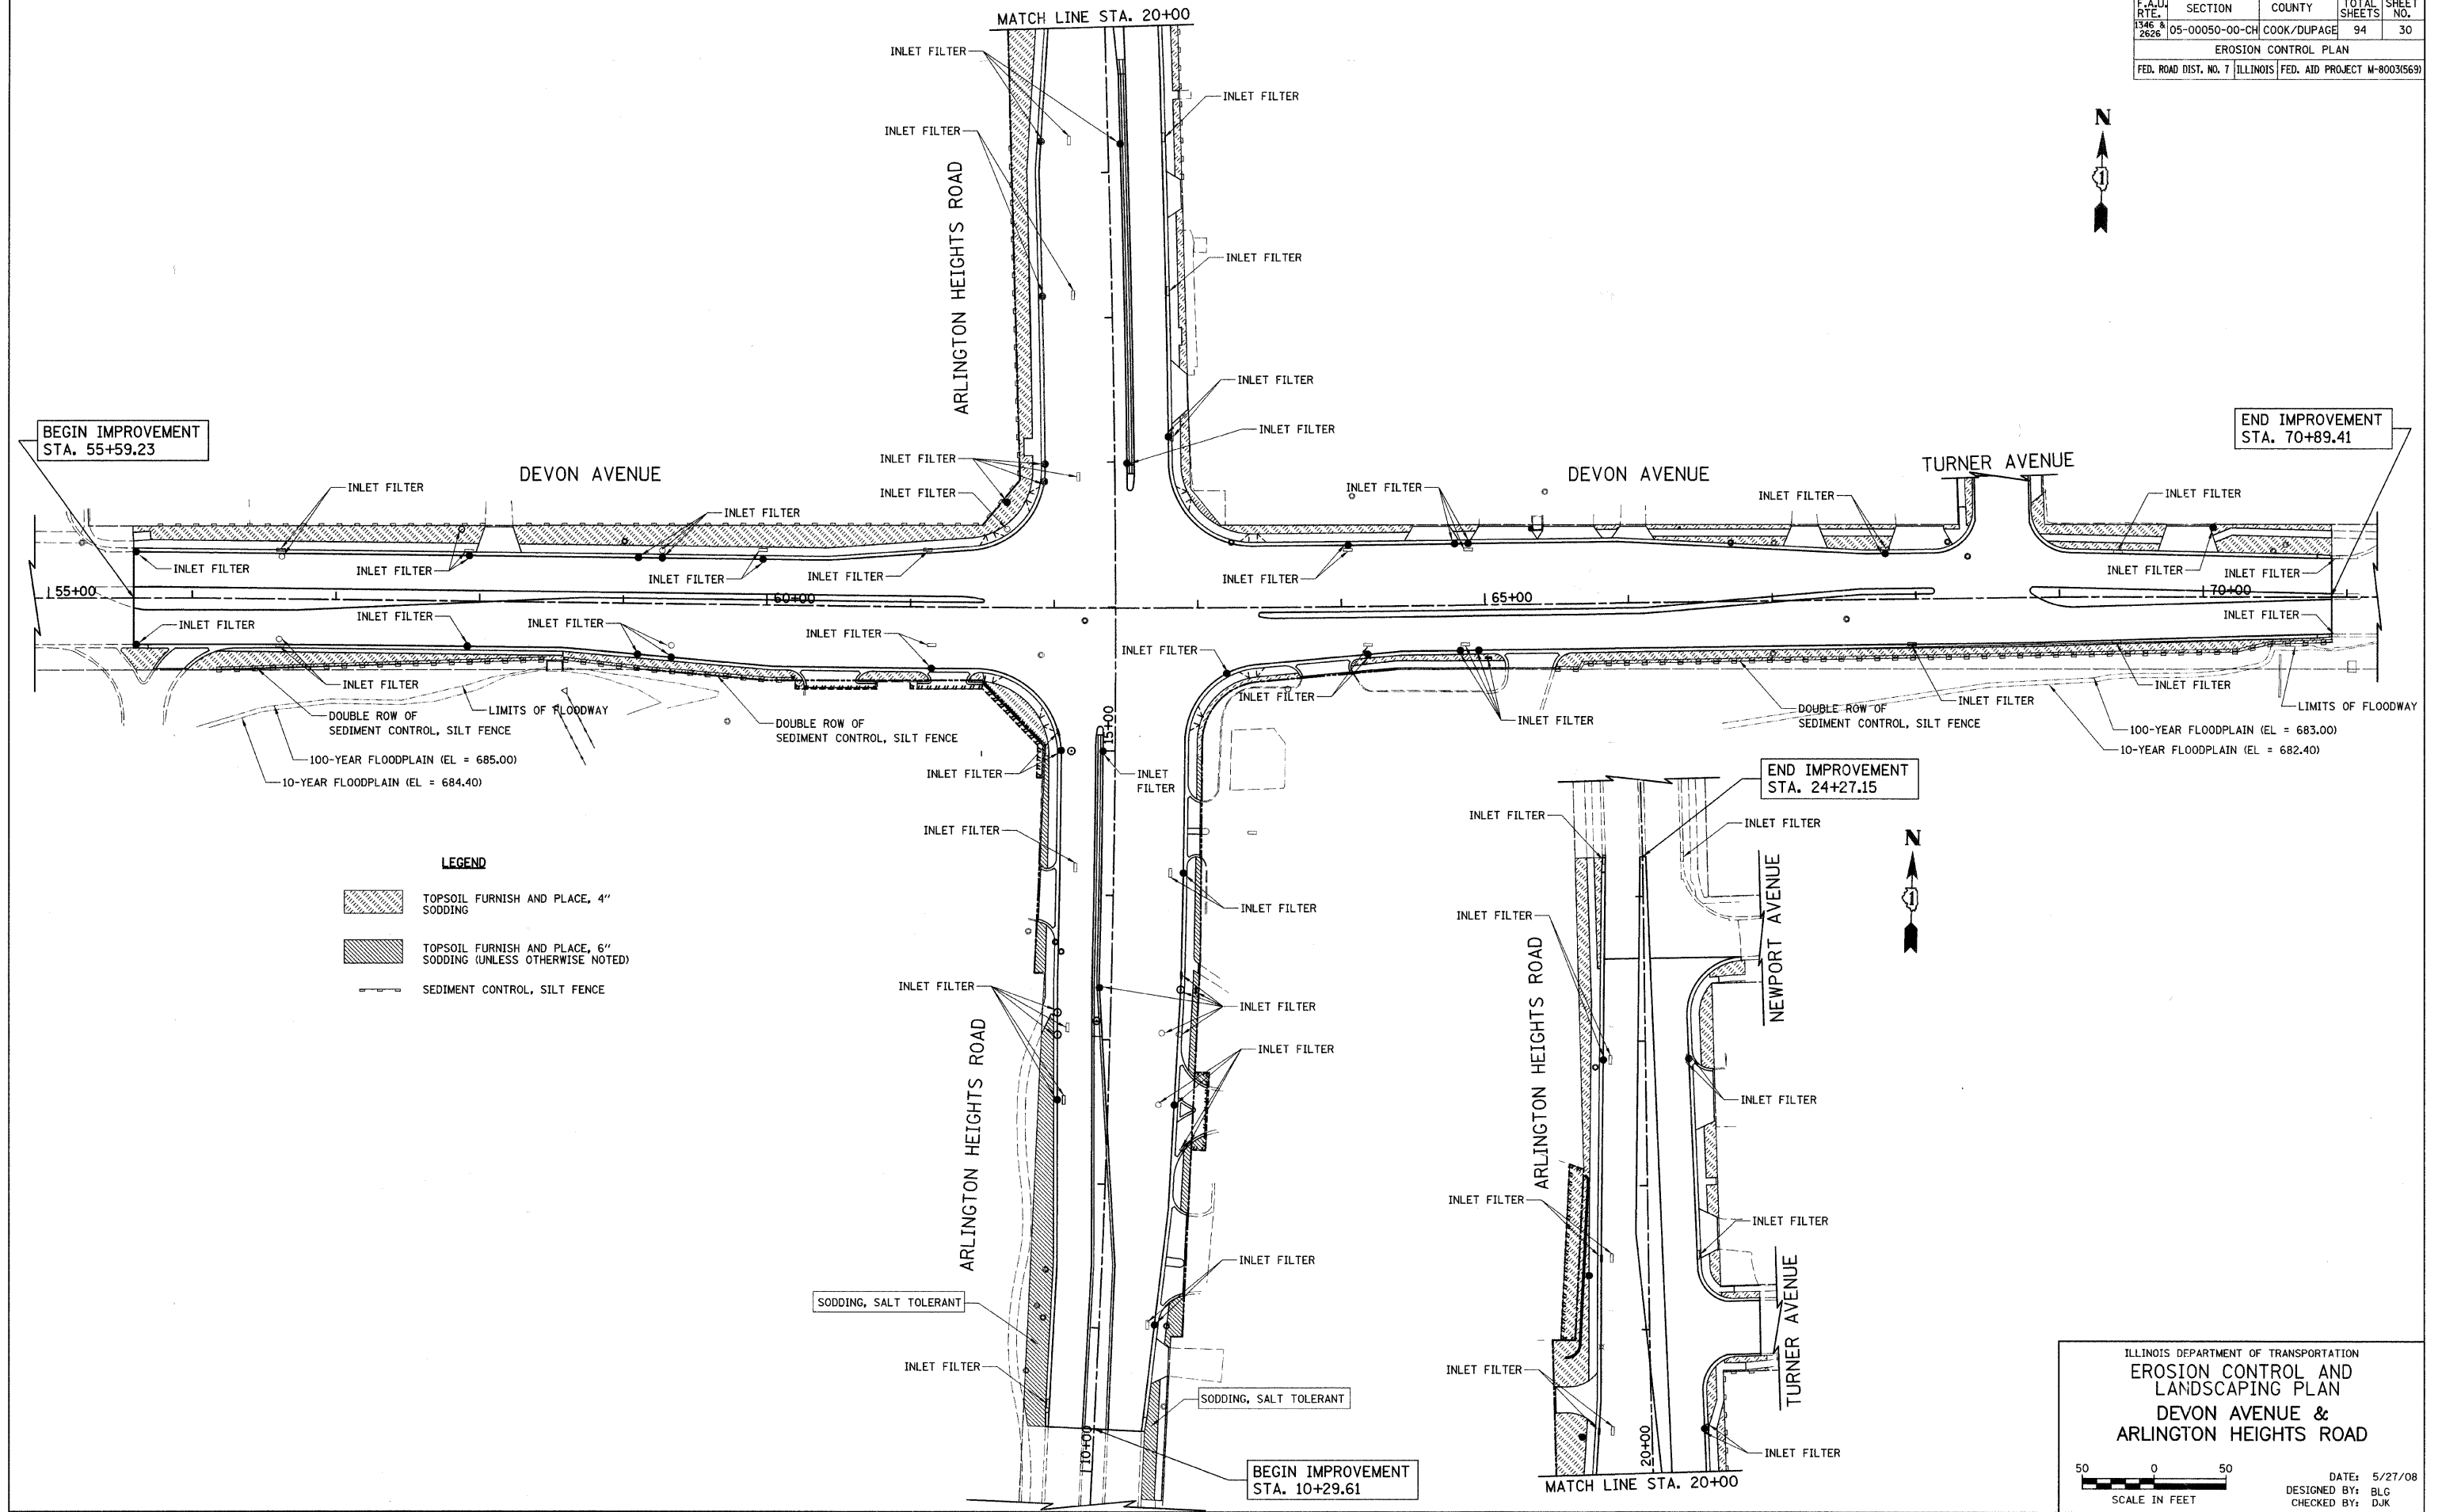 F.A.U. RTE. SECTION COUNTY TOTAL SHEETS SHEET NO.
1346 & 2626 05-00050-00-CH COOK/DUPAGE 94 30
EROSION CONTROL PLAN
FED. ROAD DIST. NO. 7 ILLINOIS FED. AID PROJECT M-8003(569)
MATCH LINE STA. 20+00
INLET FILTER
INLET FILTER
INLET FILTER
N
1
ARLINGTON HEIGHTS ROAD
INLET FILTER
INLET FILTER
INLET FILTER
BEGIN IMPROVEMENT
STA. 55+59.23
END IMPROVEMENT
STA. 70+89.41
INLET FILTER
INLET FILTER
DEVON AVENUE
DEVON AVENUE
TURNER AVENUE
INLET FILTER
INLET FILTER
INLET FILTER
INLET FILTER
INLET FILTER
INLET FILTER
INLET FILTER
INLET FILTER
INLET FILTER
INLET FILTER
INLET FILTER
INLET FILTER
INLET FILTER
55+00
60+00
65+00
70+00
INLET FILTER
INLET FILTER
INLET FILTER
INLET FILTER
INLET FILTER
INLET FILTER
INLET FILTER
INLET FILTER
INLET FILTER
INLET FILTER
INLET FILTER
INLET FILTER
LIMITS OF FLOODWAY
LIMITS OF FLOODWAY
DOUBLE ROW OF
SEDIMENT CONTROL, SILT FENCE
DOUBLE ROW OF
SEDIMENT CONTROL, SILT FENCE
DOUBLE ROW OF
SEDIMENT CONTROL, SILT FENCE
100-YEAR FLOODPLAIN (EL = 685.00)
10-YEAR FLOODPLAIN (EL = 684.40)
100-YEAR FLOODPLAIN (EL = 683.00)
10-YEAR FLOODPLAIN (EL = 682.40)
15+00
INLET FILTER
INLET
FILTER
INLET FILTER
END IMPROVEMENT
STA. 24+27.15
INLET FILTER
INLET FILTER
N
1
LEGEND
TOPSOIL FURNISH AND PLACE, 4"
SODDING
TOPSOIL FURNISH AND PLACE, 6"
SODDING (UNLESS OTHERWISE NOTED)
SEDIMENT CONTROL, SILT FENCE
INLET FILTER
INLET FILTER
NEWPORT AVENUE
ARLINGTON HEIGHTS ROAD
INLET FILTER
INLET FILTER
INLET FILTER
ARLINGTON HEIGHTS ROAD
INLET FILTER
INLET FILTER
INLET FILTER
INLET FILTER
TURNER AVENUE
SODDING, SALT TOLERANT
INLET FILTER
SODDING, SALT TOLERANT
INLET FILTER
INLET FILTER
10+00
20+00
BEGIN IMPROVEMENT
STA. 10+29.61
MATCH LINE STA. 20+00
ILLINOIS DEPARTMENT OF TRANSPORTATION
EROSION CONTROL AND
LANDSCAPING PLAN
DEVON AVENUE &
ARLINGTON HEIGHTS ROAD
50 0 50
SCALE IN FEET
DATE: 5/27/08
DESIGNED BY: BLG
CHECKED BY: DJK